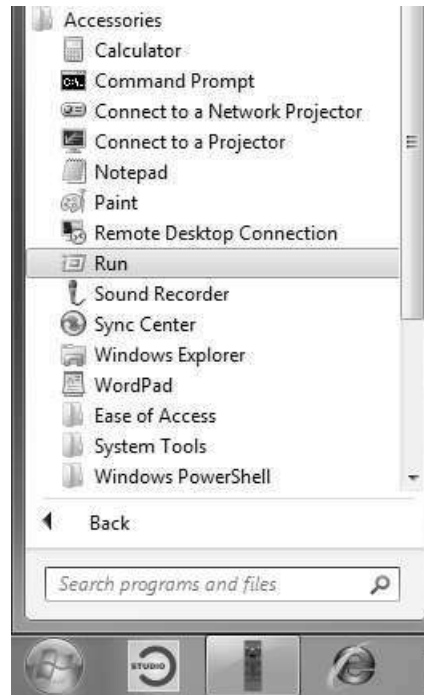 Accessories
Calculator
Command Prompt
Connect to a Network Projector
Connect to a Projector
Notepad
Paint
Remote Desktop Connection
Run
Sound Recorder
Sync Center
Windows Explorer
WordPad
Ease of Access
System Tools
Windows PowerShell
Back
Search programs and files
STUDIO